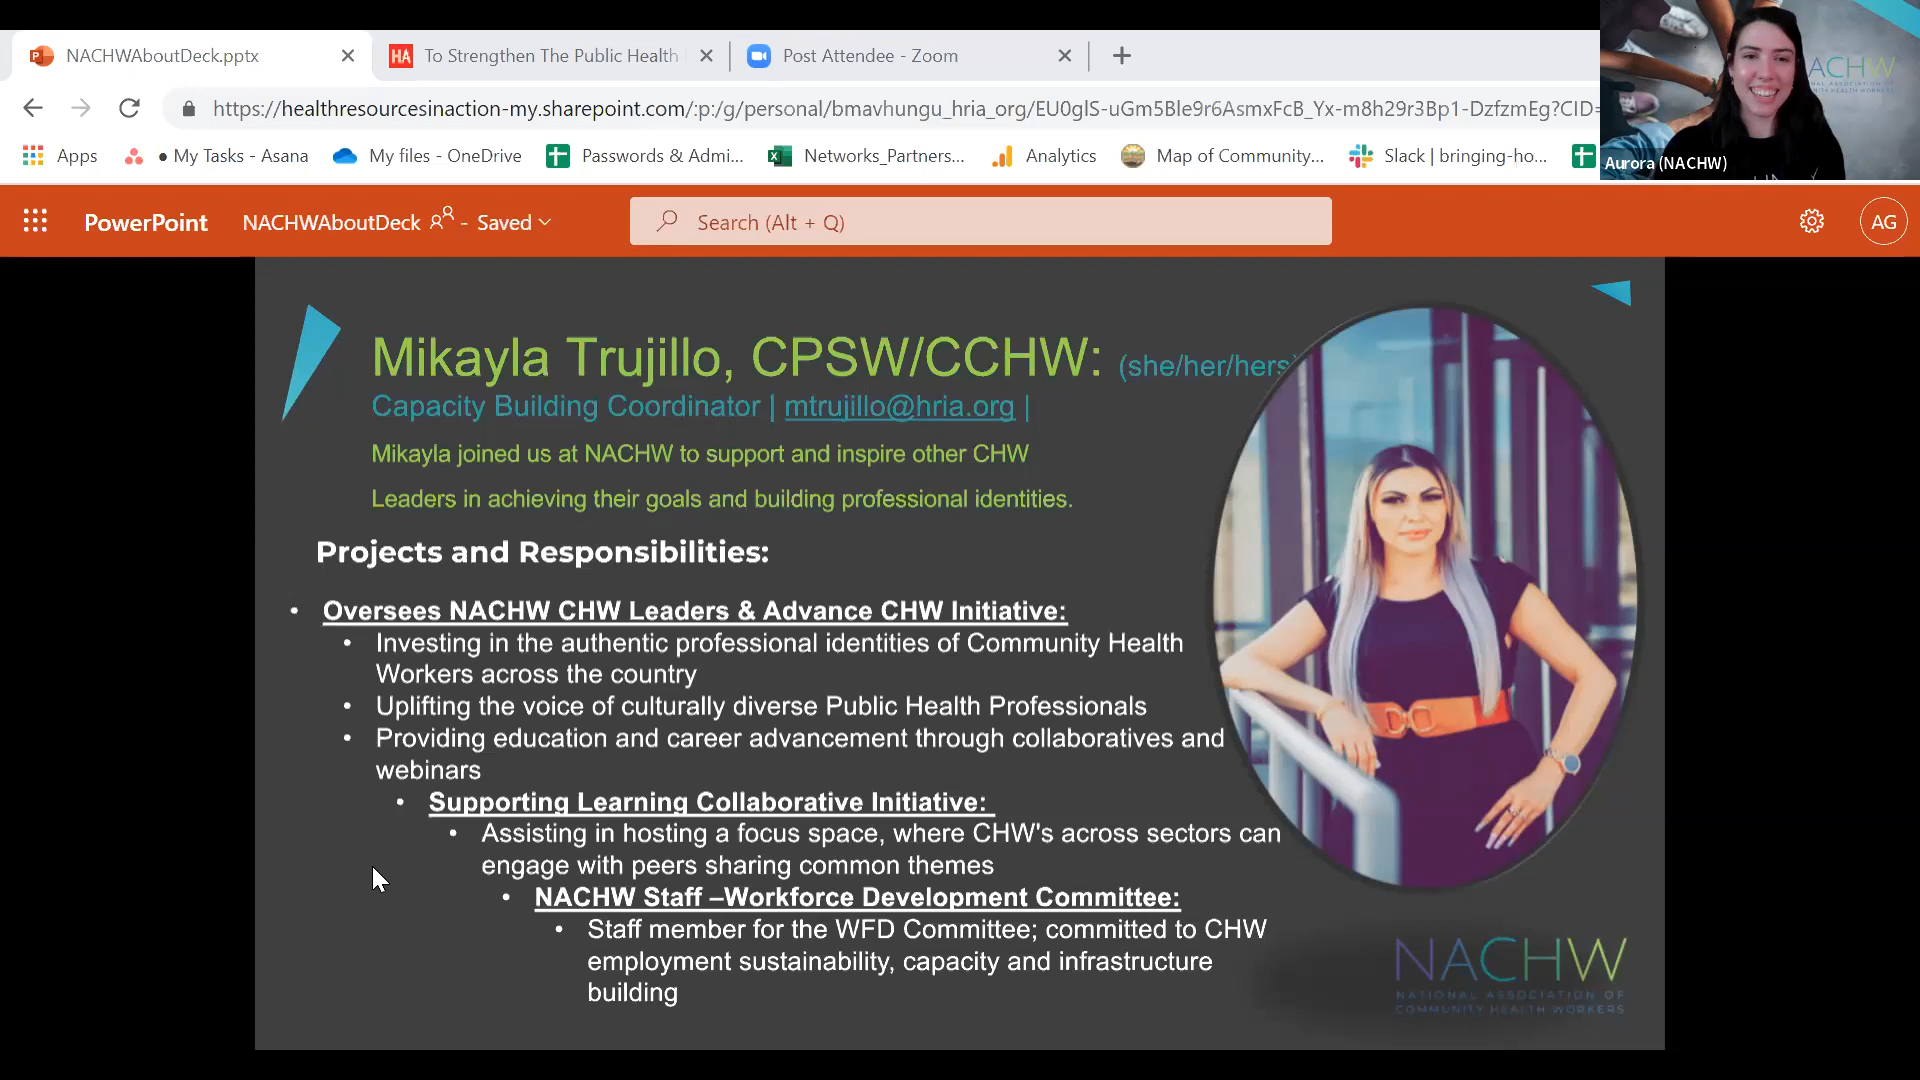 NACHWAboutDeck.pptx
To Strengthen The Public Health
Post Attendee - Zoom
https://healthresourcesinaction-my.sharepoint.com/:p:/g/personal/bmavhungu_hria_org/EU0glS-uGm5Ble9r6AsmxFcB_Yx-m8h29r3Bp1-DzfzmEg?CID=
Apps
My Tasks - Asana
My files - OneDrive
Passwords & Admi...
Networks_Partners...
Analytics
Map of Community...
Slack | bringing-ho...
ACHW
Aurora (NACHW)
PowerPoint
NACHWAboutDeck - Saved
Search (Alt + Q)
AG
Mikayla Trujillo, CPSW/CCHW: (she/her/hers)
Capacity Building Coordinator | mtrujillo@hria.org |
Mikayla joined us at NACHW to support and inspire other CHW
Leaders in achieving their goals and building professional identities.
Projects and Responsibilities:
• Oversees NACHW CHW Leaders & Advance CHW Initiative:
• Investing in the authentic professional identities of Community Health
Workers across the country
• Uplifting the voice of culturally diverse Public Health Professionals
• Providing education and career advancement through collaboratives and
webinars
• Supporting Learning Collaborative Initiative:
• Assisting in hosting a focus space, where CHW's across sectors can
engage with peers sharing common themes
• NACHW Staff –Workforce Development Committee:
• Staff member for the WFD Committee; committed to CHW
employment sustainability, capacity and infrastructure
building
NACHW
NATIONAL ASSOCIATION OF
COMMUNITY HEALTH WORKERS